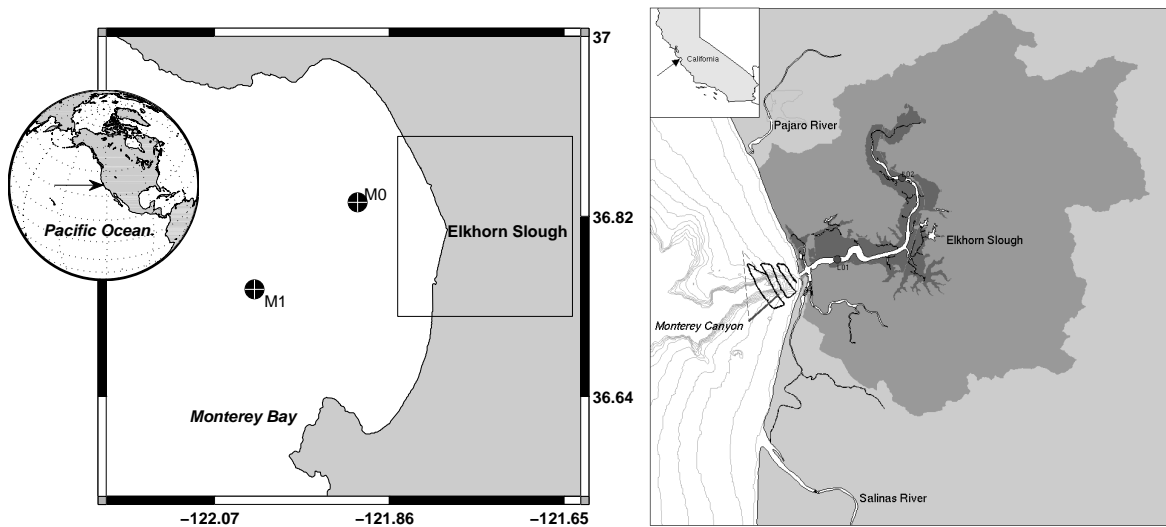 37
M0
36.82
Elkhorn Slough
Pacific Ocean
M1
36.64
Monterey Bay
−122.07
−121.86
−121.65
California
Pajaro River
L02
Elkhorn Slough
L01
Monterey Canyon
Salinas River